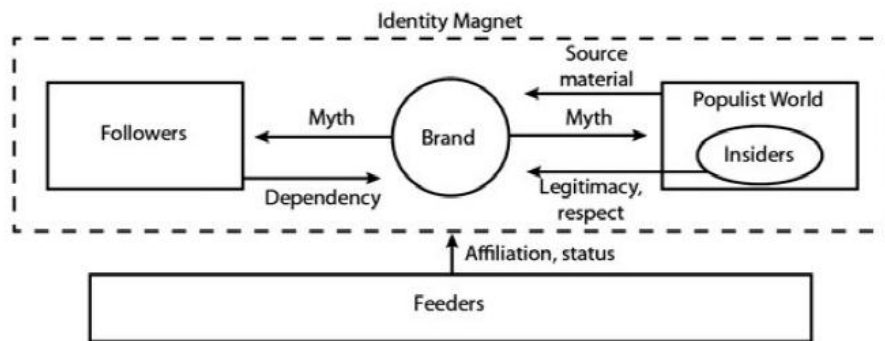 Identity Magnet
Source
material
Populist World
Followers
Myth
Brand
Myth
Insiders
Dependency
Legitimacy,
respect
Affiliation, status
Feeders